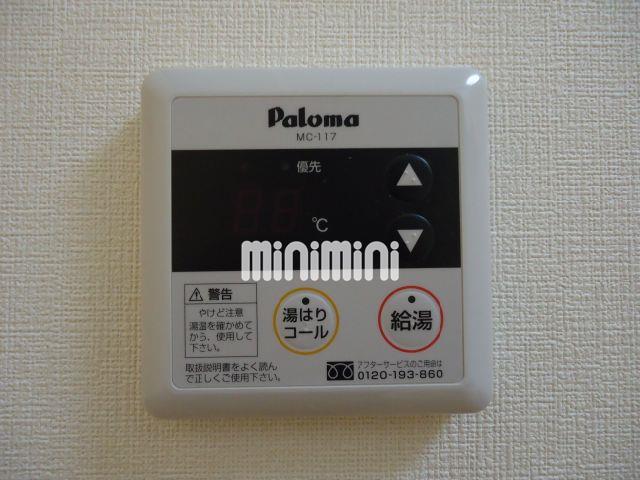 Paloma
MC-117
優先
88
℃
minimini
警告
やけど注意
湯温を確かめて
から、使用して
下さい。
湯はり
コール
給湯
取扱説明書をよく読ん
で正しくご使用下さい。
アフターサービスのご用命は
0120-193-860